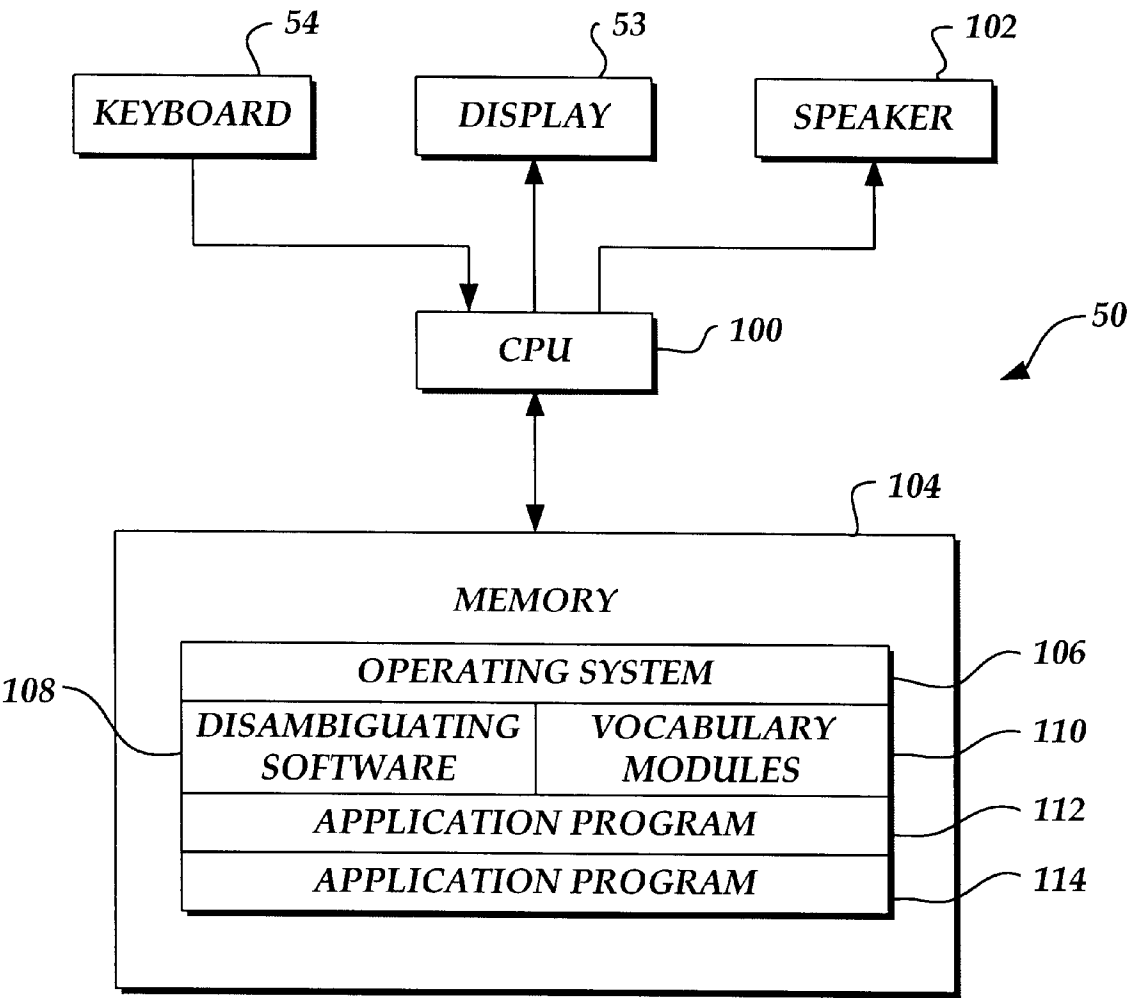 54
53
102
KEYBOARD
DISPLAY
SPEAKER
50
CPU
100
104
MEMORY
OPERATING SYSTEM
106
108
DISAMBIGUATING
SOFTWARE
VOCABULARY
MODULES
110
APPLICATION PROGRAM
112
APPLICATION PROGRAM
114